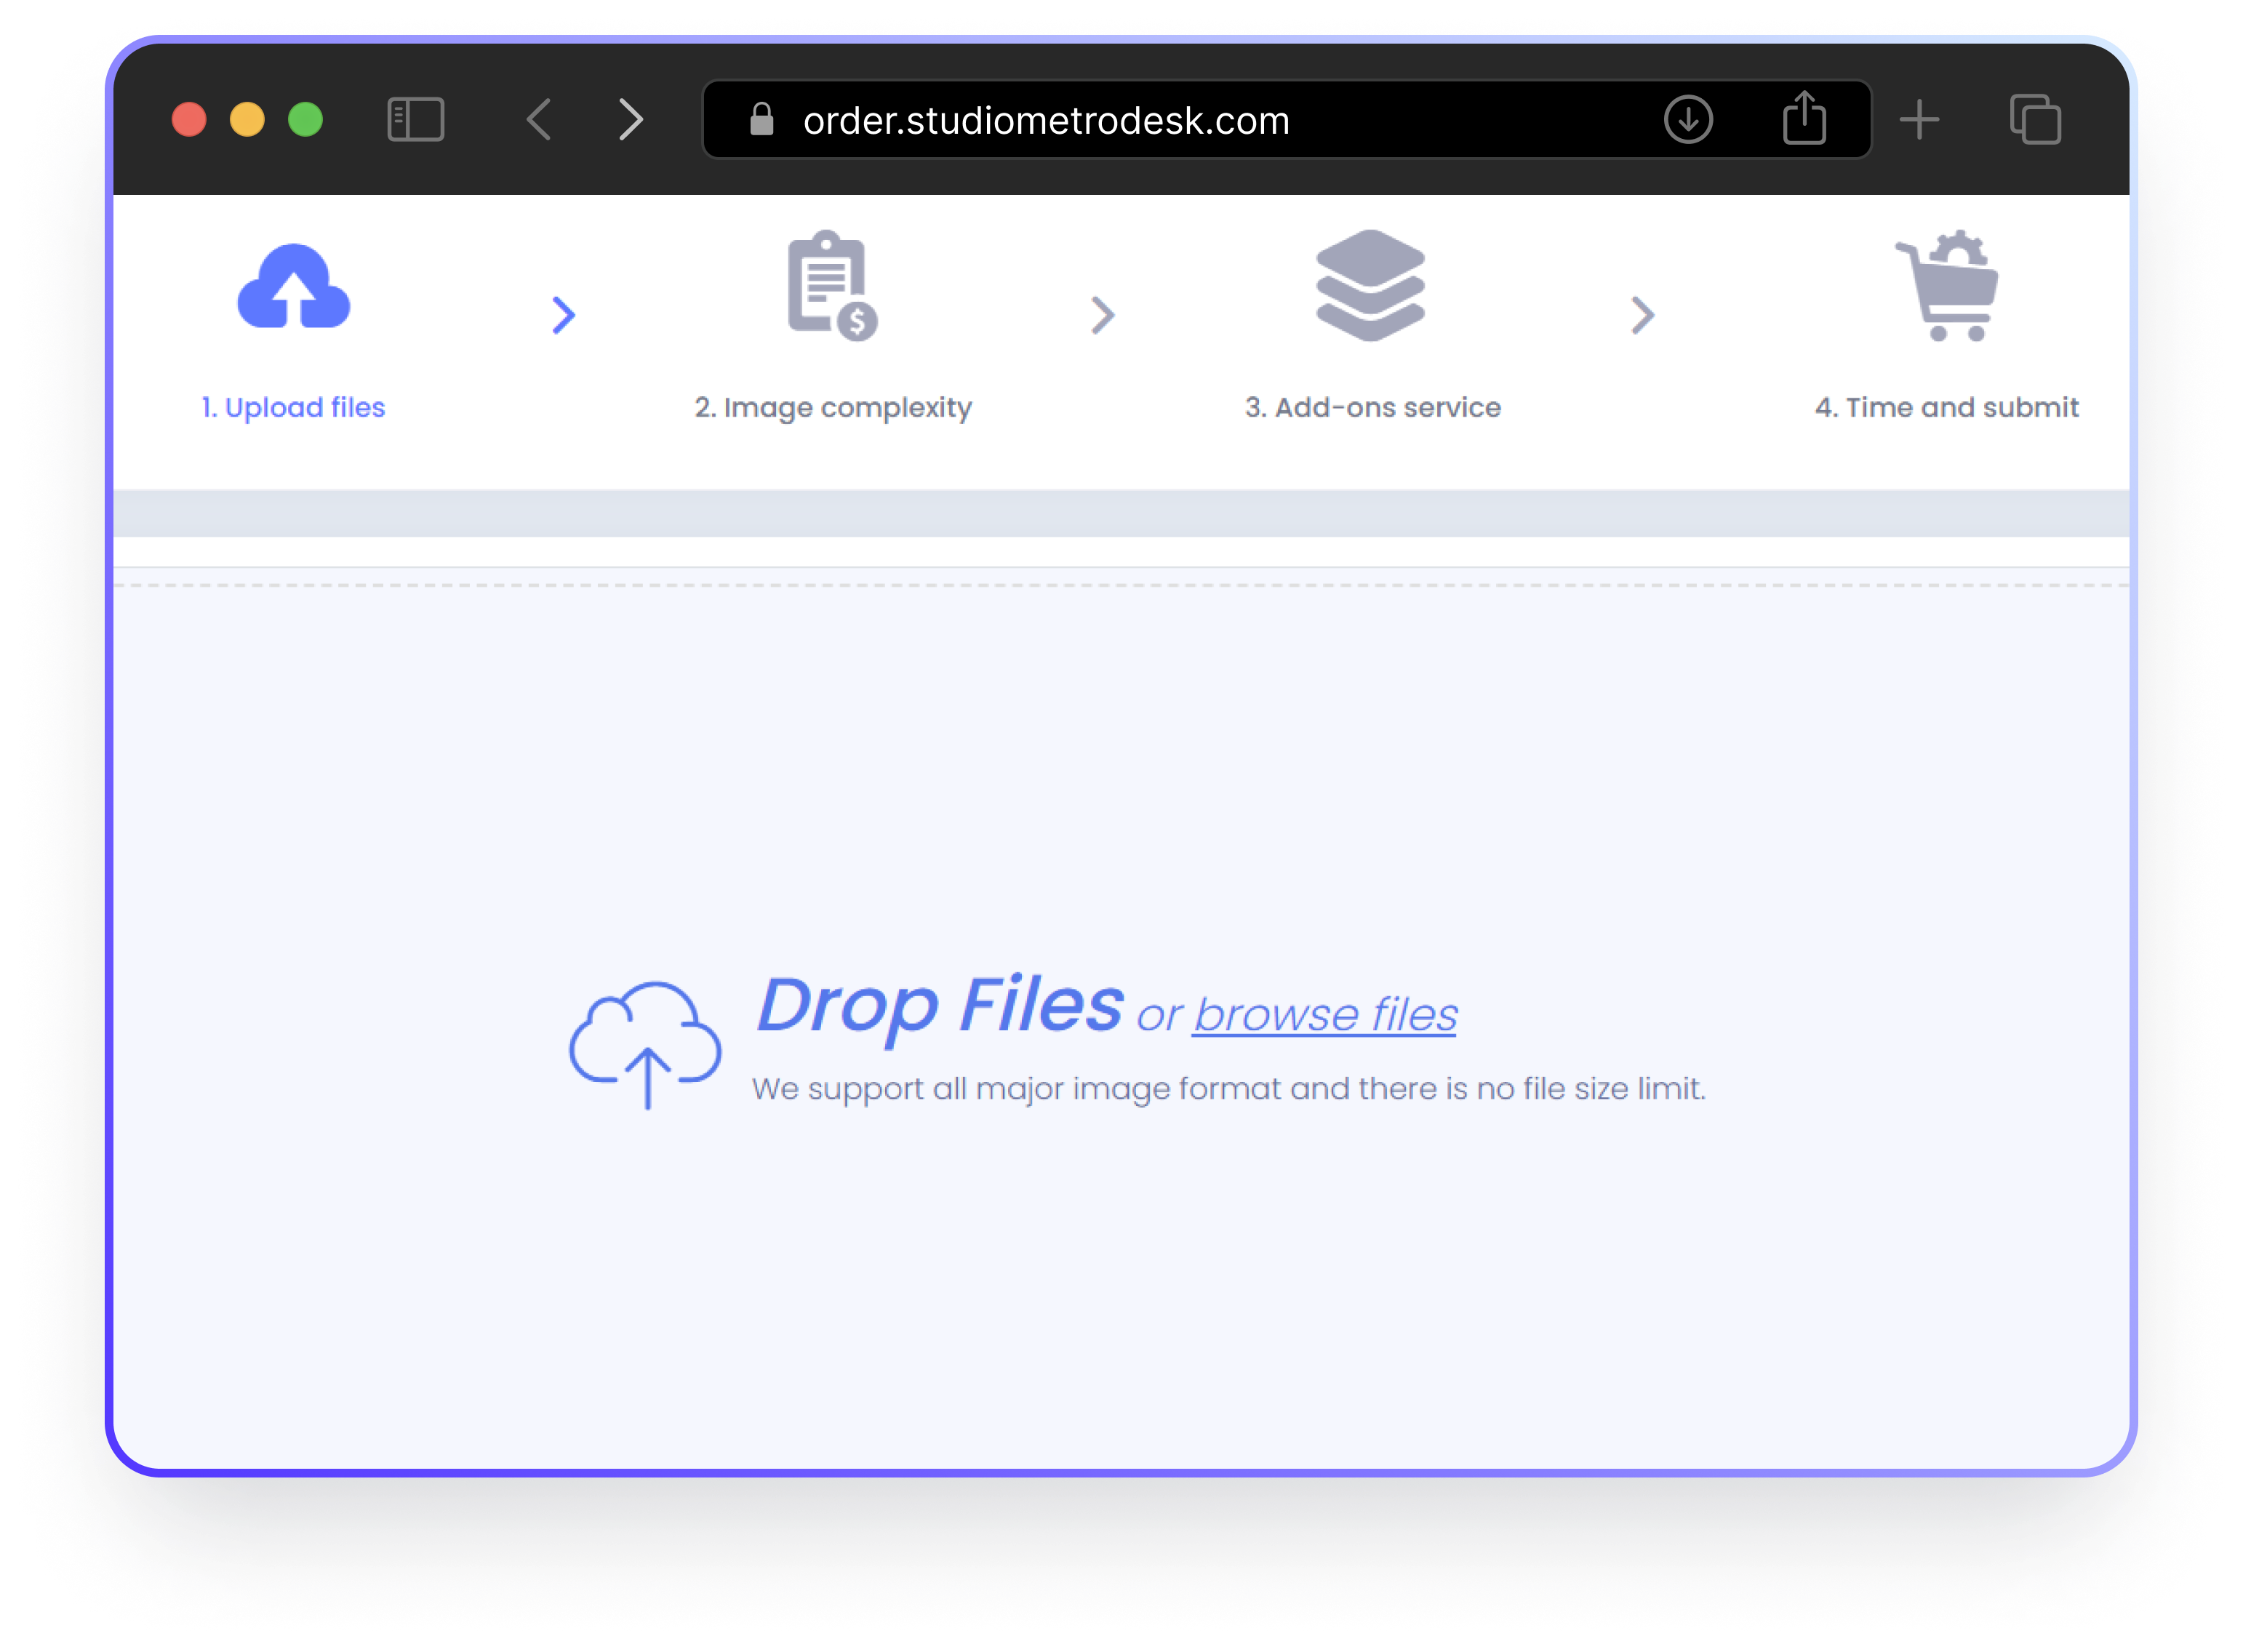 order.studiometrodesk.com
1. Upload files
2. Image complexity
3. Add-ons service
4. Time and submit
Drop Files or browse files
We support all major image format and there is no file size limit.